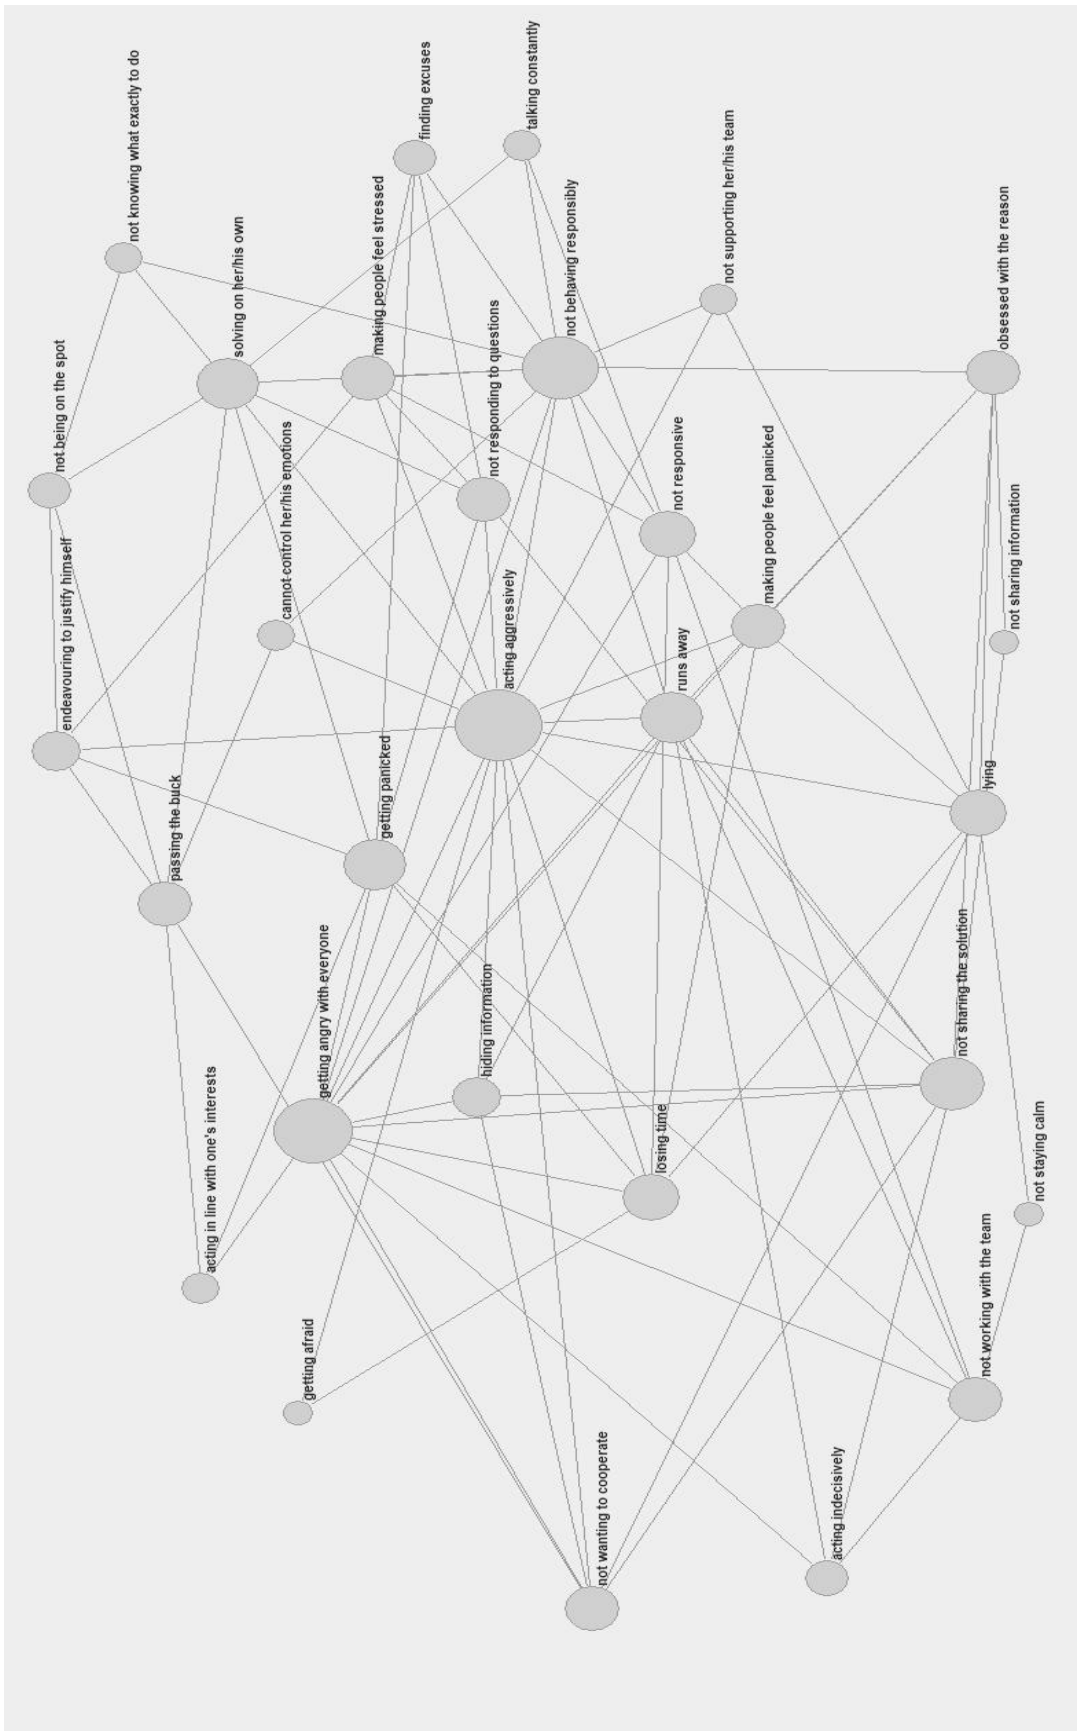 not knowing what exactly to do
finding excuses
talking constantly
not being on the spot
solving on her/his own
making people feel stressed
not behaving responsibly
not supporting her/his team
obsessed with the reason
endeavouring to justify himself
cannot control her/his emotions
not responding to questions
not responsive
making people feel panicked
not sharing information
passing the buck
getting panicked
acting aggressively
runs away
lying
acting in line with one's interests
getting angry with everyone
hiding information
losing time
not sharing the solution
not staying calm
getting afraid
not wanting to cooperate
acting indecisively
not working with the team